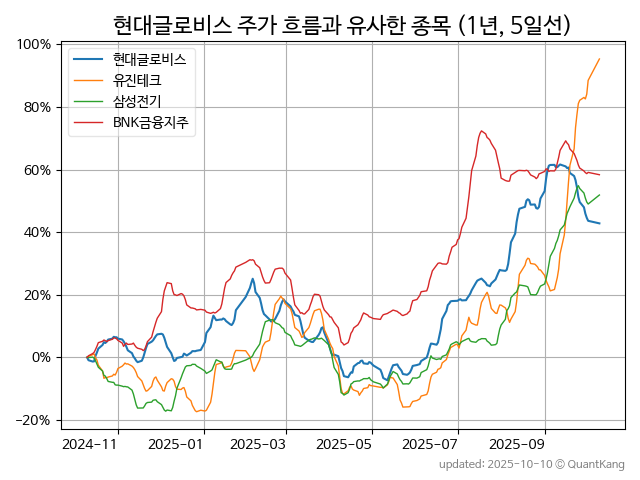 현대글로비스 주가 흐름과 유사한 종목 (1년, 5일선)
100%
80%
60%
40%
20%
0%
−20%
현대글로비스
유진테크
삼성전기
BNK금융지주
2024−11
2025−01
2025−03
2025−05
2025−07
2025−09
updated: 2025-10-10 © QuantKang